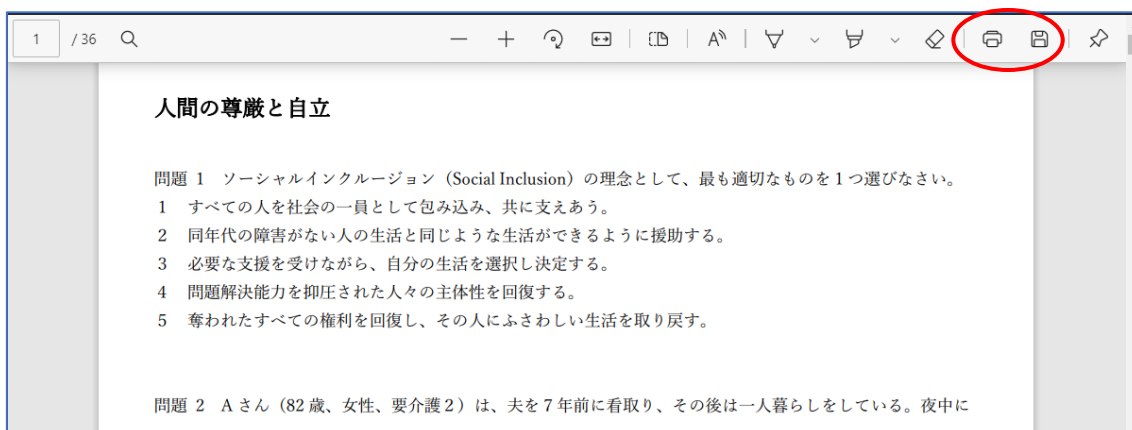 1 / 36 A
人間の尊厳と自立
問題 1 ソーシャルインクルージョン（Social Inclusion）の理念として、最も適切なものを１つ選びなさい。
1 すべての人を社会の一員として包み込み、共に支えあう。
2 同年代の障害がない人の生活と同じような生活ができるように援助する。
3 必要な支援を受けながら、自分の生活を選択し決定する。
4 問題解決能力を抑圧された人々の主体性を回復する。
5 奪われたすべての権利を回復し、その人にふさわしい生活を取り戻す。
問題 2 A さん（82 歳、女性、要介護２）は、夫を７年前に看取り、その後は一人暮らしをしている。夜中に